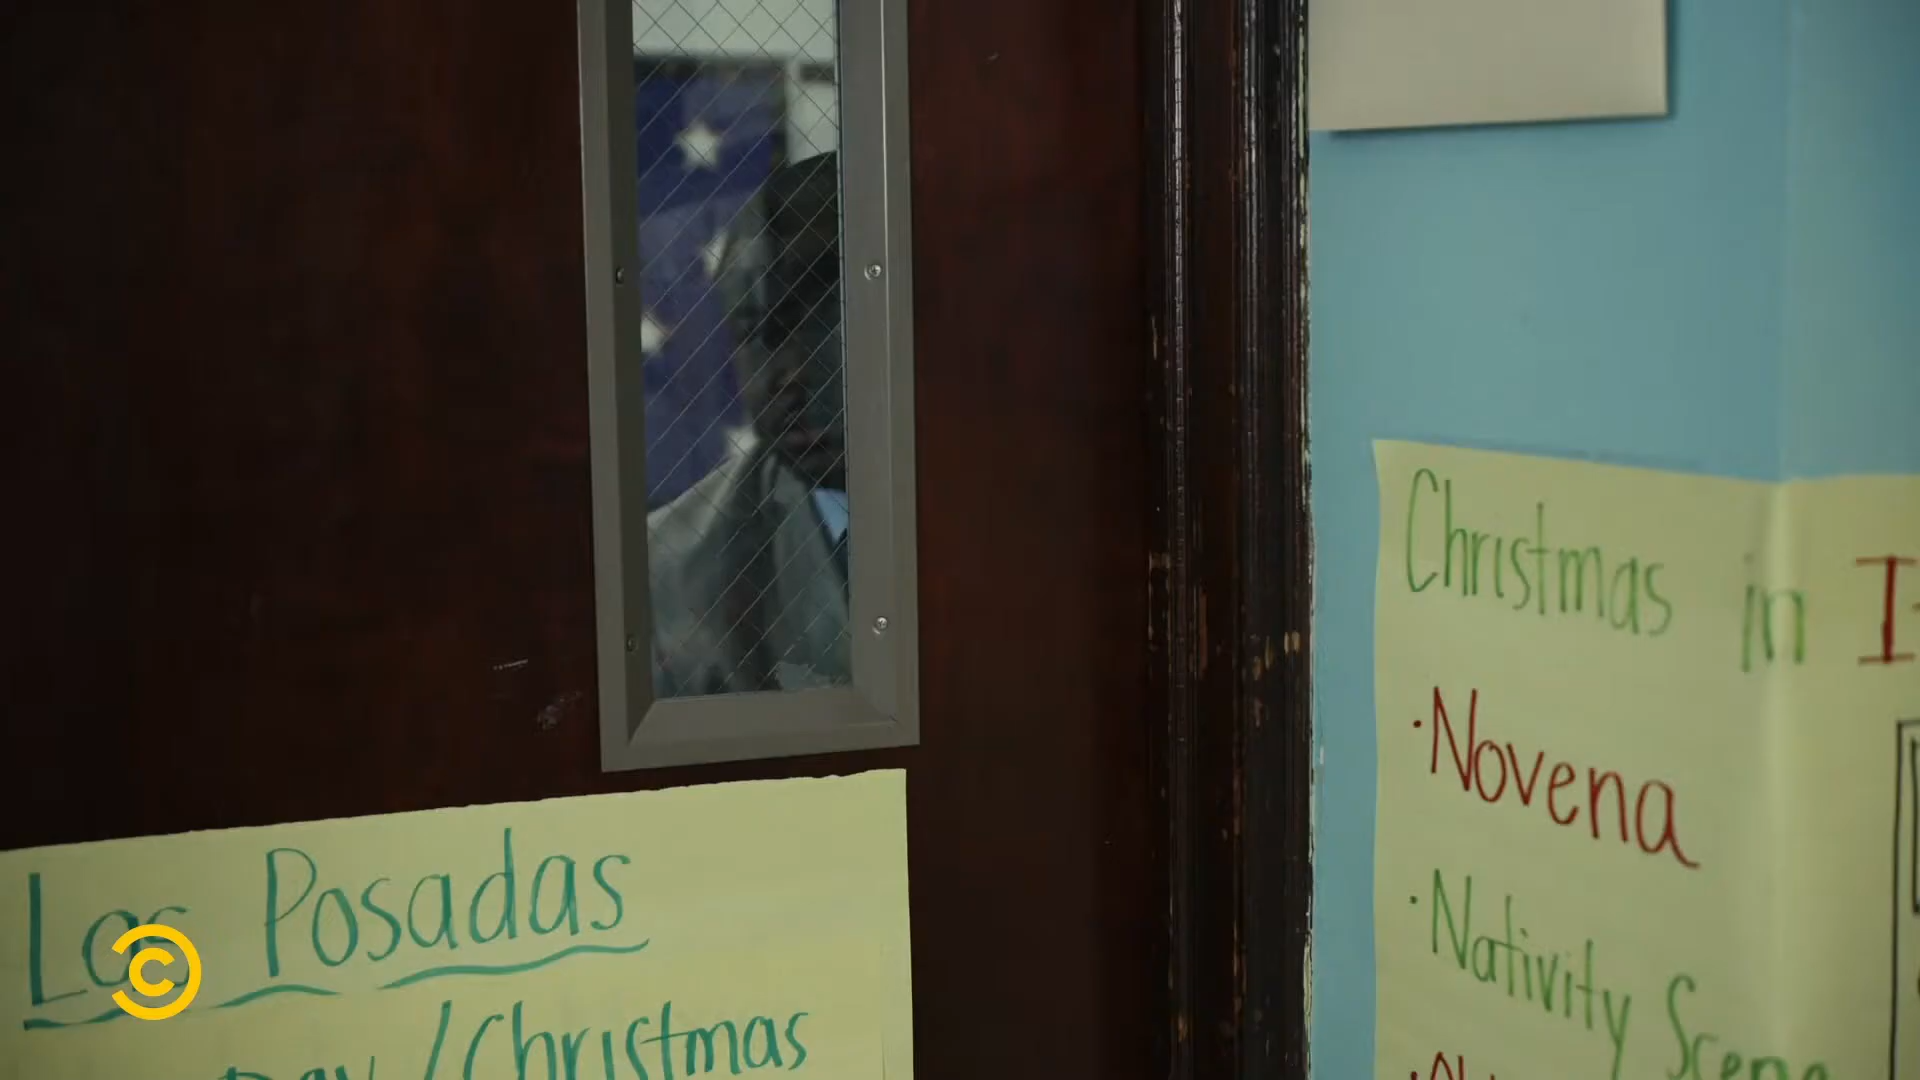 Los Posadas
/Christmas
Christmas in
· Novena
· Nativity Scene